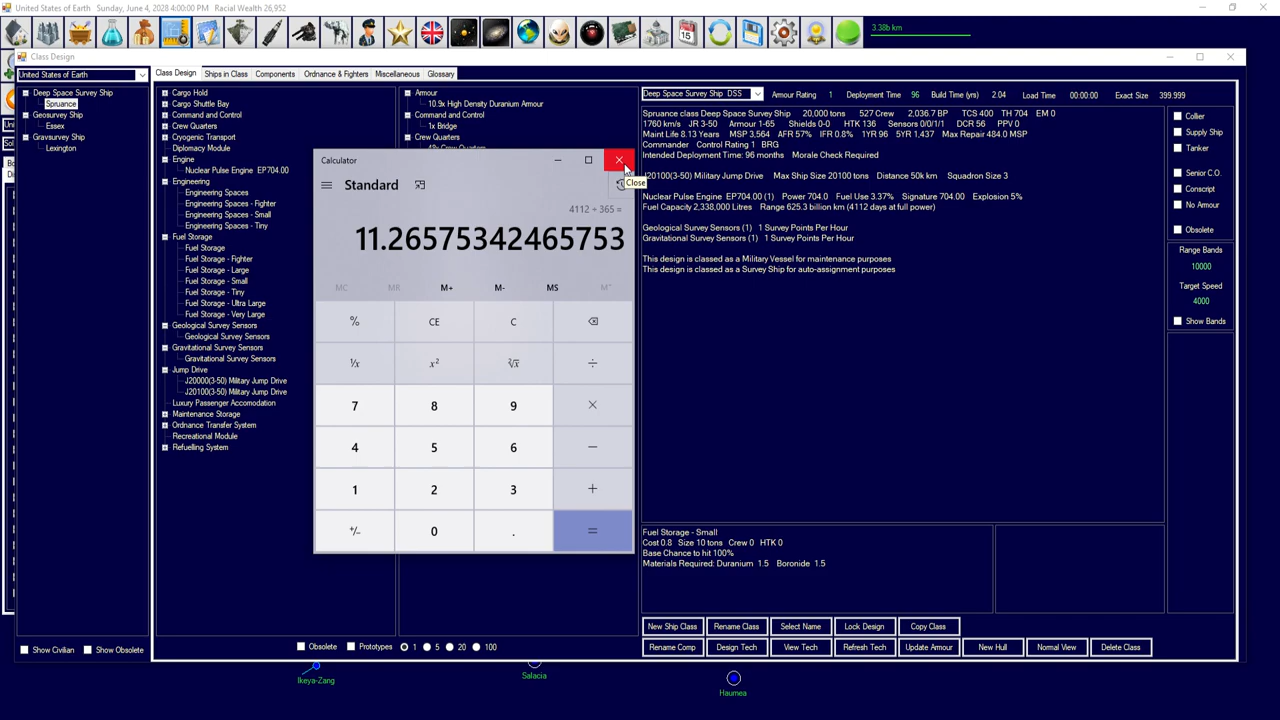 United States of Earth   Sunday, June 4, 2028 4:00:00 PM   Racial Wealth 26,952
3.38b km
Class Design
United States of Earth
Class Design   Ships in Class   Components   Ordnance & Fighters   Miscellaneous   Glossary
Deep Space Survey Ship
Spruance
Geosurvey Ship
Essex
Gravsurvey Ship
Lexington
Cargo Hold
Cargo Shuttle Bay
Command and Control
Crew Quarters
Cryogenic Transport
Diplomacy Module
Engine
Nuclear Pulse Engine  EP704.00
Engineering
Engineering Spaces
Engineering Spaces - Fighter
Engineering Spaces - Small
Engineering Spaces - Tiny
Fuel Storage
Fuel Storage
Fuel Storage - Fighter
Fuel Storage - Large
Fuel Storage - Small
Fuel Storage - Tiny
Fuel Storage - Ultra Large
Fuel Storage - Very Large
Geological Survey Sensors
Geological Survey Sensors
Gravitational Survey Sensors
Gravitational Survey Sensors
Jump Drive
J20000(3-50) Military Jump Drive
J20100(3-50) Military Jump Drive
Luxury Passenger Accomodation
Maintenance Storage
Ordnance Transfer System
Recreational Module
Refuelling System
Armour
10.9x High Density Duranium Armour
Command and Control
1x Bridge
Crew Quarters
Calculator
Close
Standard
4112 ÷ 365 =
11.26575342465753
MC   MR   M+   M-   MS   M˅
%   CE   C   ⌫
¹/x   x²   ²√x   ÷
7   8   9   ×
4   5   6   −
1   2   3   +
+/−   0   .   =
Deep Space Survey Ship  DSS   Armour Rating   1   Deployment Time   96   Build Time (yrs)   2.04   Load Time   00:00:00   Exact Size   399.999
Spruance class Deep Space Survey Ship   20,000 tons   527 Crew   2,036.7 BP   TCS 400   TH 704   EM 0
1760 km/s   JR 3-50   Armour 1-65   Shields 0-0   HTK 136   Sensors 0/0/1/1   DCR 56   PPV 0
Maint Life 8.13 Years   MSP 3,564   AFR 57%   IFR 0.8%   1YR 96   5YR 1,437   Max Repair 484.0 MSP
Commander   Control Rating 1   BRG
Intended Deployment Time: 96 months   Morale Check Required
J20100(3-50) Military Jump Drive   Max Ship Size 20100 tons   Distance 50k km   Squadron Size 3
Nuclear Pulse Engine  EP704.00 (1)   Power 704.0   Fuel Use 3.37%   Signature 704.00   Explosion 5%
Fuel Capacity 2,338,000 Litres   Range 625.3 billion km (4112 days at full power)
Geological Survey Sensors (1)   1 Survey Points Per Hour
Gravitational Survey Sensors (1)   1 Survey Points Per Hour
This design is classed as a Military Vessel for maintenance purposes
This design is classed as a Survey Ship for auto-assignment purposes
Collier
Supply Ship
Tanker
Senior C.O.
Conscript
No Armour
Obsolete
Range Bands
10000
Target Speed
4000
Show Bands
Fuel Storage - Small
Cost 0.8   Size 10 tons   Crew 0   HTK 0
Base Chance to hit 100%
Materials Required: Duranium  1.5   Boronide  1.5
New Ship Class   Rename Class   Select Name   Lock Design   Copy Class
Show Civilian   Show Obsolete   Obsolete   Prototypes   1   5   20   100   Rename Comp   Design Tech   View Tech   Refresh Tech   Update Armour   New Hull   Normal View   Delete Class
Ikeya-Zang
Salacia
Haumea